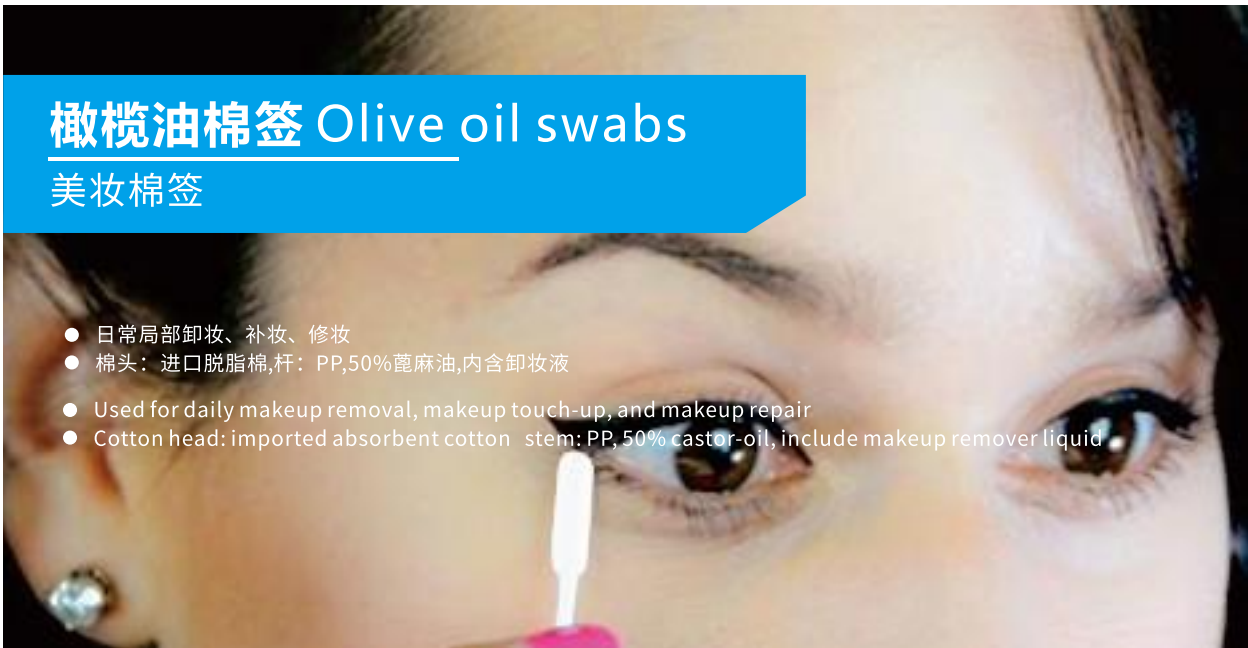 橄榄油棉签 Olive oil swabs
美妆棉签
● 日常局部卸妆、补妆、修妆
● 棉头：进口脱脂棉,杆：PP,50%蓖麻油,内含卸妆液
● Used for daily makeup removal, makeup touch-up, and makeup repair
● Cotton head: imported absorbent cotton stem: PP, 50% castor-oil, include makeup remover liquid